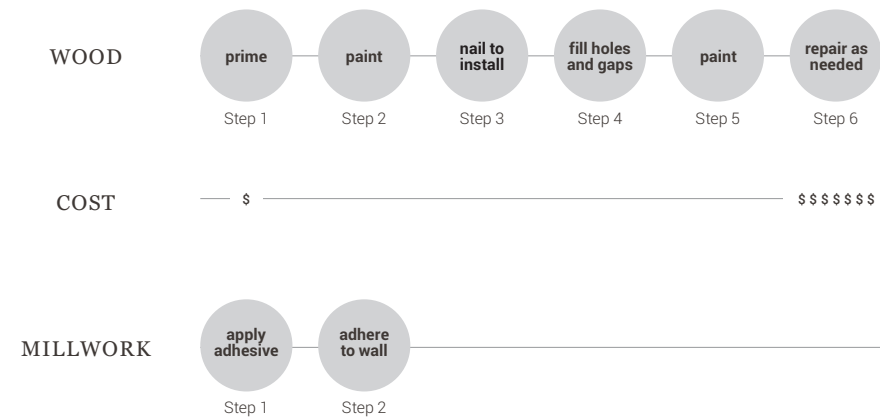 WOOD
prime
paint
nail to
install
fill holes
and gaps
paint
repair as
needed
Step 1
Step 2
Step 3
Step 4
Step 5
Step 6
COST
$
$$$$$$$
MILLWORK
apply
adhesive
adhere
to wall
Step 1
Step 2